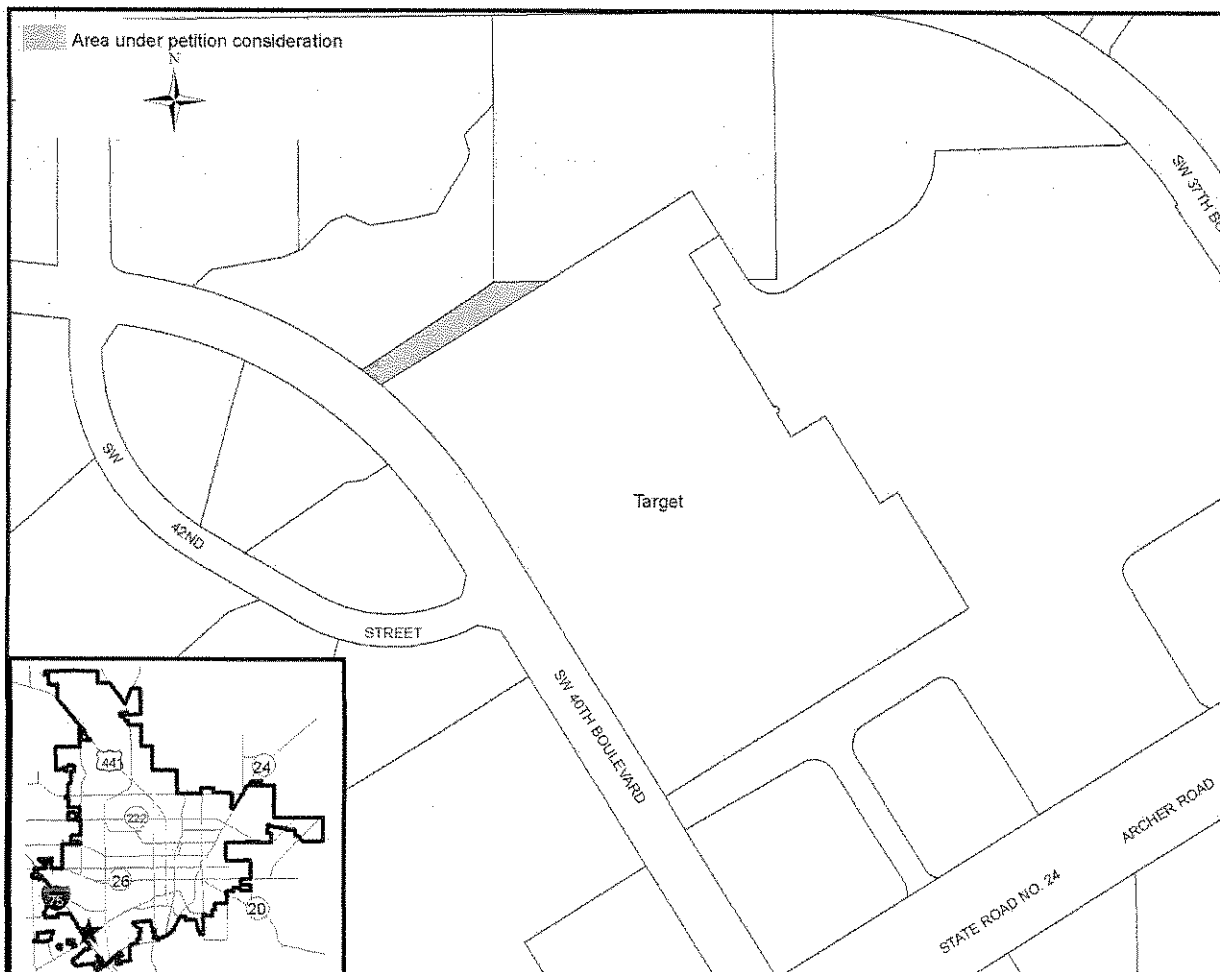 Area under petition consideration
N
SW 37TH BO
SW
42ND
STREET
Target
SW 40TH BOULEVARD
ARCHER ROAD
STATE ROAD NO. 24
441
24
222
26
75
20